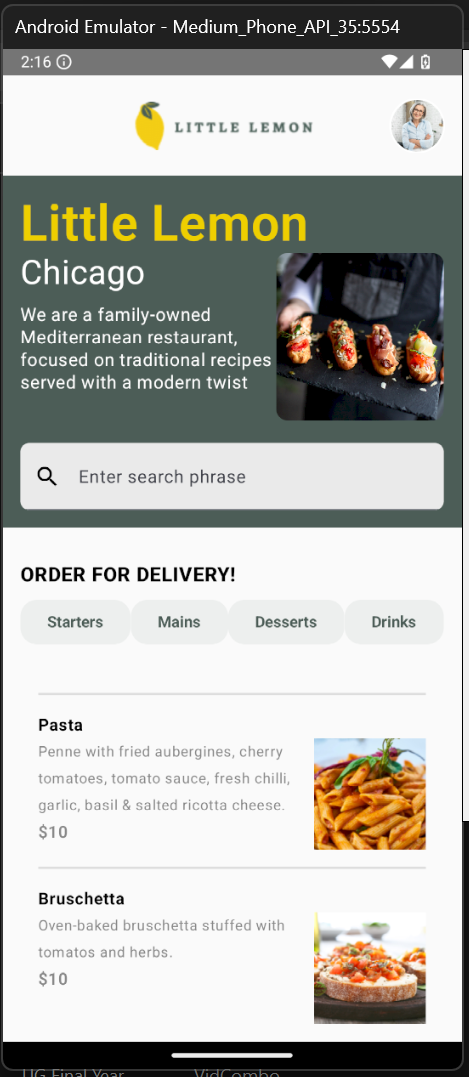 Android Emulator - Medium_Phone_API_35:5554
2:16
LITTLE LEMON
Little Lemon
Chicago
We are a family-owned
Mediterranean restaurant,
focused on traditional recipes
served with a modern twist
Enter search phrase
ORDER FOR DELIVERY!
Starters Mains Desserts Drinks
Pasta
Penne with fried aubergines, cherry
tomatoes, tomato sauce, fresh chilli,
garlic, basil & salted ricotta cheese.
$10
Bruschetta
Oven-baked bruschetta stuffed with
tomatos and herbs.
$10
UG Final Year VidCombo